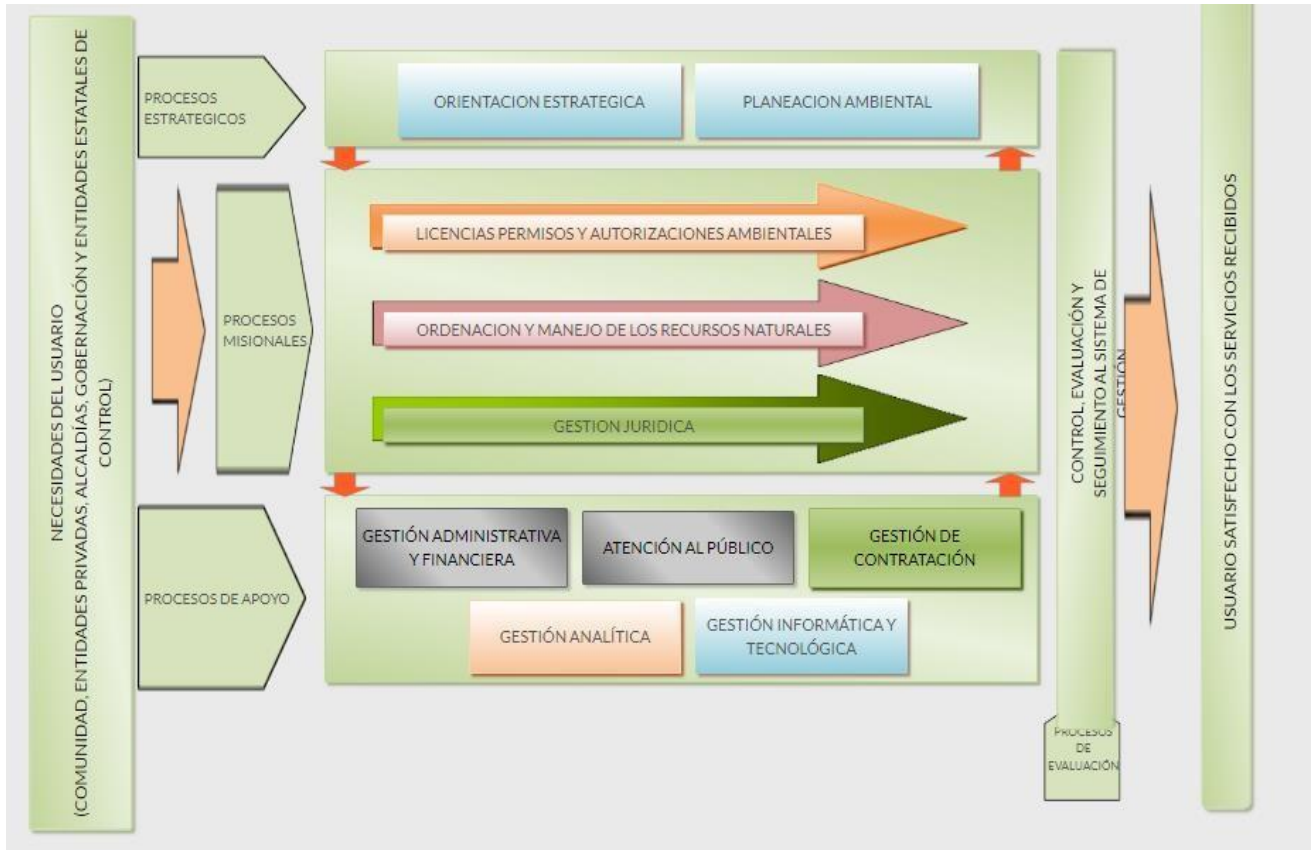 NECESIDADES DEL USUARIO
(COMUNIDAD, ENTIDADES PRIVADAS, ALCALDÍAS, GOBERNACIÓN Y ENTIDADES ESTATALES DE
CONTROL)
PROCESOS
ESTRATEGICOS
ORIENTACION ESTRATEGICA
PLANEACION AMBIENTAL
PROCESOS
MISIONALES
LICENCIAS PERMISOS Y AUTORIZACIONES AMBIENTALES
ORDENACION Y MANEJO DE LOS RECURSOS NATURALES
GESTION JURIDICA
PROCESOS DE APOYO
GESTIÓN ADMINISTRATIVA
Y FINANCIERA
ATENCIÓN AL PÚBLICO
GESTIÓN DE
CONTRATACIÓN
GESTIÓN ANALÍTICA
GESTIÓN INFORMÁTICA Y
TECNOLÓGICA
CONTROL, EVALUACIÓN Y
SEGUIMIENTO AL SISTEMA DE
GESTIÓN
PROCESOS
DE
EVALUACIÓN
USUARIO SATISFECHO CON LOS SERVICIOS RECIBIDOS